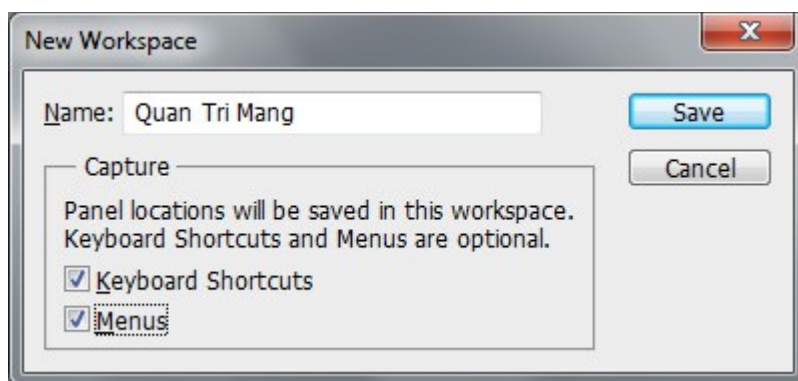 New Workspace
Name: Quan Tri Mang
Save
Capture
Cancel
Panel locations will be saved in this workspace.
Keyboard Shortcuts and Menus are optional.
Keyboard Shortcuts
Menus